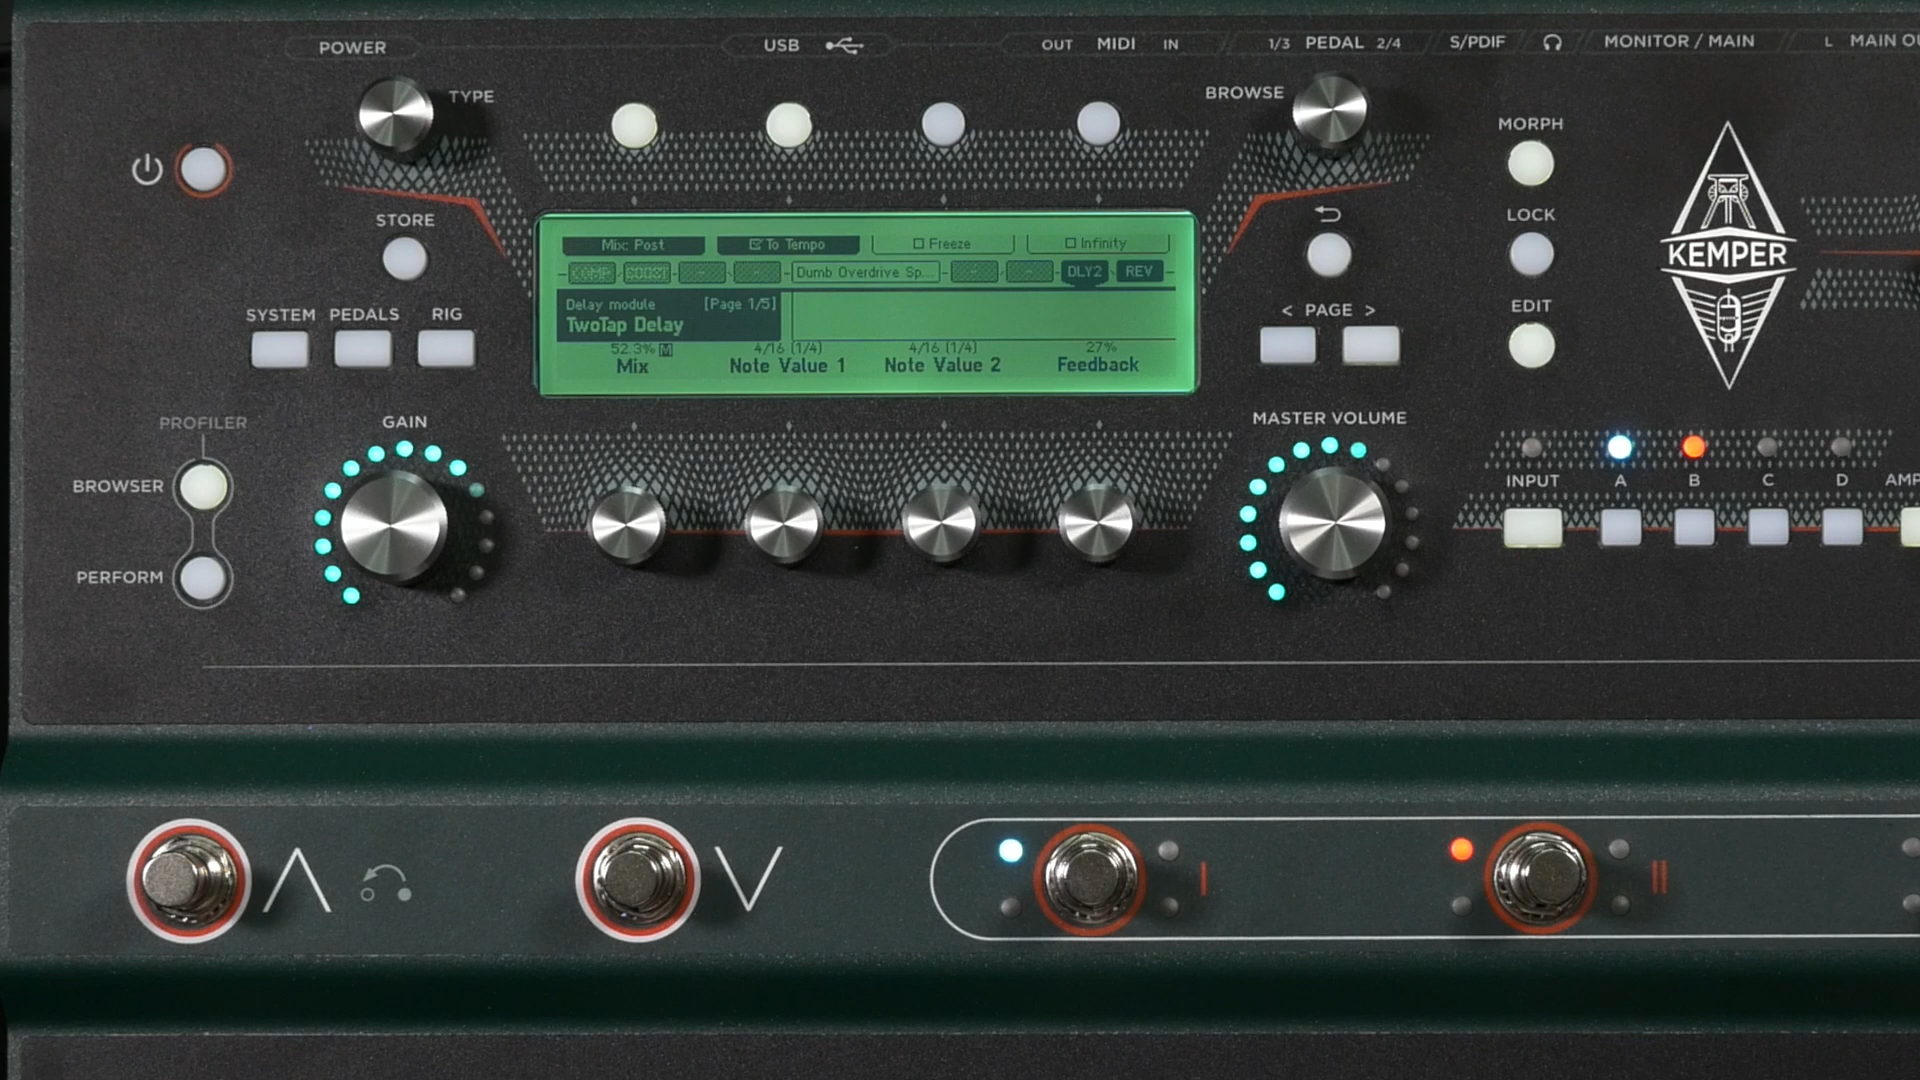 POWER
USB
OUT MIDI IN
1/3 PEDAL 2/4
S/PDIF
MONITOR / MAIN
L MAIN OU
TYPE
BROWSE
MORPH
STORE
LOCK
KEMPER
SYSTEM PEDALS RIG
< PAGE >
EDIT
Mix: Post
To Tempo
Freeze
Infinity
COMP BOOST - - Dumb Overdrive Sp... - - DLY2 REV
Delay module [Page 1/5]
TwoTap Delay
52.3% M 4/16 (1/4) 4/16 (1/4) 27%
Mix Note Value 1 Note Value 2 Feedback
PROFILER
GAIN
MASTER VOLUME
BROWSER
INPUT A B C D AMP
PERFORM
I
II